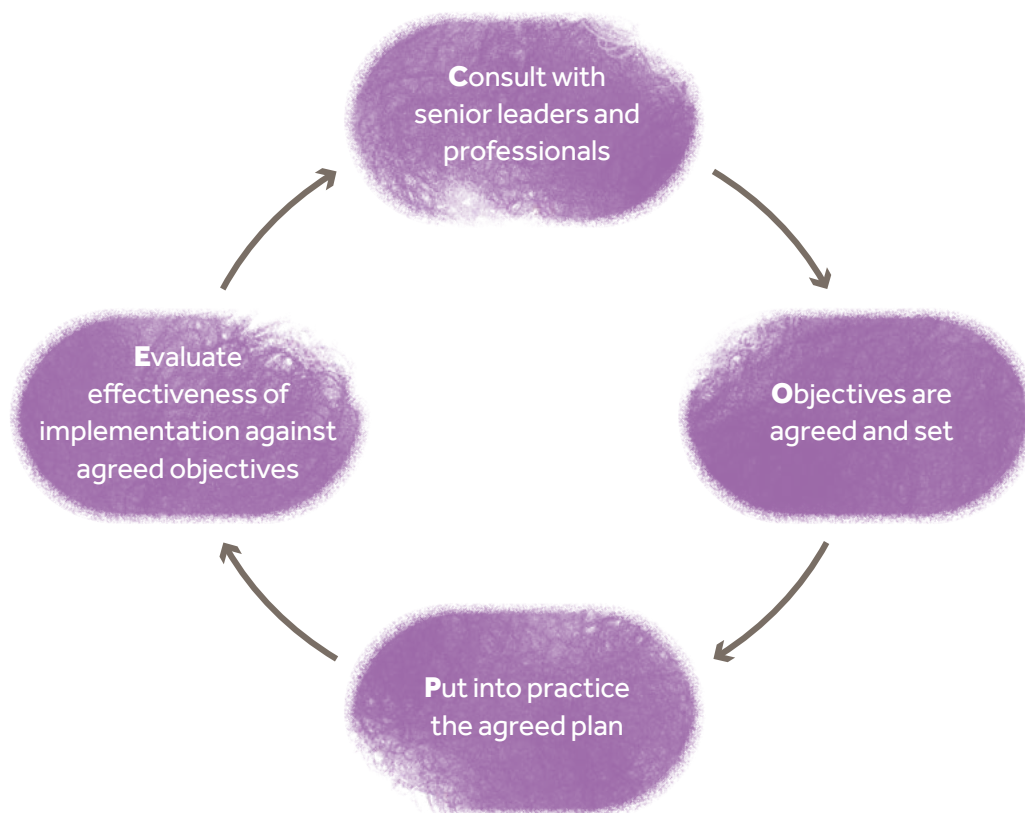 Consult with
senior leaders and
professionals
Objectives are
agreed and set
Put into practice
the agreed plan
Evaluate
effectiveness of
implementation against
agreed objectives